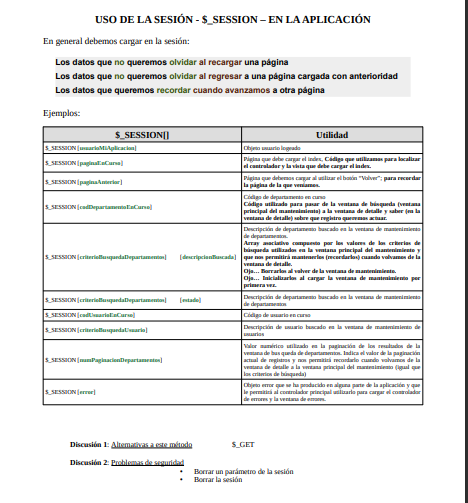 USO DE LA SESIÓN - $_SESSION – EN LA APLICACIÓN
En general debemos cargar en la sesión:
Los datos que no queremos olvidar al recargar una página
Los datos que no queremos olvidar al regresar a una página cargada con anterioridad
Los datos que queremos recordar cuando avanzamos a otra página
Ejemplos:
$_SESSION[] Utilidad
$_SESSION [usuarioMiAplicacion] Objeto usuario logeado
$_SESSION [paginaEnCurso] Página que debe cargar el index, Código que utilizamos para localizar
el controlador y la vista que debe cargar el index.
$_SESSION [paginaAnterior] Página que debemos cargar al utilizar el botón "Volver"; para recordar
la página de la que veníamos.
$_SESSION [codDepartamentoEnCurso] Código de departamento en curso
Código utilizado para pasar de la ventana de búsqueda (ventana
principal del mantenimiento) a la ventana de detalle y saber (en la
ventana de detalle) sobre que registro queremos actuar.
$_SESSION [criterioBusquedaDepartamentos] [descripcionBuscada] Descripción de departamento buscado en la ventana de mantenimiento
de departamentos.
Array asociativo compuesto por los valores de los criterios de
búsqueda utilizados en la ventana principal del mantenimiento y
que nos permitirá mantenerlos (recordarlos) cuando volvamos de la
ventana de detalle.
Ojo... Borrarlos al volver de la ventana de mantenimiento.
Ojo... Inicializarlos al cargar la ventana de mantenimiento por
primera vez.
$_SESSION [criterioBusquedaDepartamentos] [estado] Descripción de departamento buscado en la ventana de mantenimiento
de departamentos
$_SESSION [codUsuarioEnCurso] Código de usuario en curso
$_SESSION [criterioBusquedaUsuario] Descripción de usuario buscado en la ventana de mantenimiento de
usuarios
$_SESSION [numPaginacionDepartamentos] Valor numérico utilizado en la paginación de los resultados de la
ventana de bus queda de departamentos. Indica el valor de la paginación
actual de registros y nos permitirá recordarlo cuando volvamos de la
ventana de detalle a la ventana principal del mantenimiento (igual que
los criterios de búsqueda)
$_SESSION [error] Objeto error que se ha producido en alguna parte de la aplicación y que
le permitirá al controlador principal utilizarlo para cargar el controlador
de errores y la ventana de errores.
Discusión 1: Alternativas a este método $_GET
Discusión 2: Problemas de seguridad
• Borrar un parámetro de la sesión
• Borrar la sesión